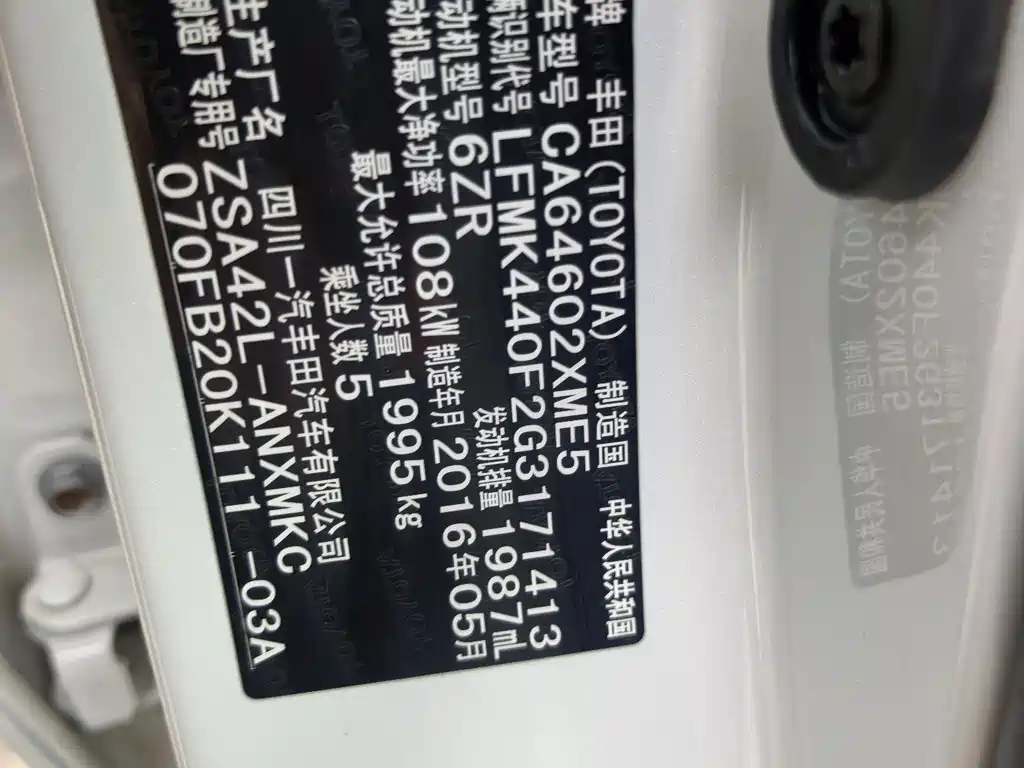 牌 丰田(TOYOTA) 制造国 中华人民共和国
车型号 CA64602XME5
辆识别代号 LFMK440F2G3171413
动机型号 6ZR 发动机排量 1987mL
动机最大净功率 108kW 制造年月 2016年05月
最大允许总质量 1995kg
乘坐人数 5
生产厂名 四川一汽丰田汽车有限公司
制造厂专用号 ZSA42L-ANXMKC
070FB20K111-03A